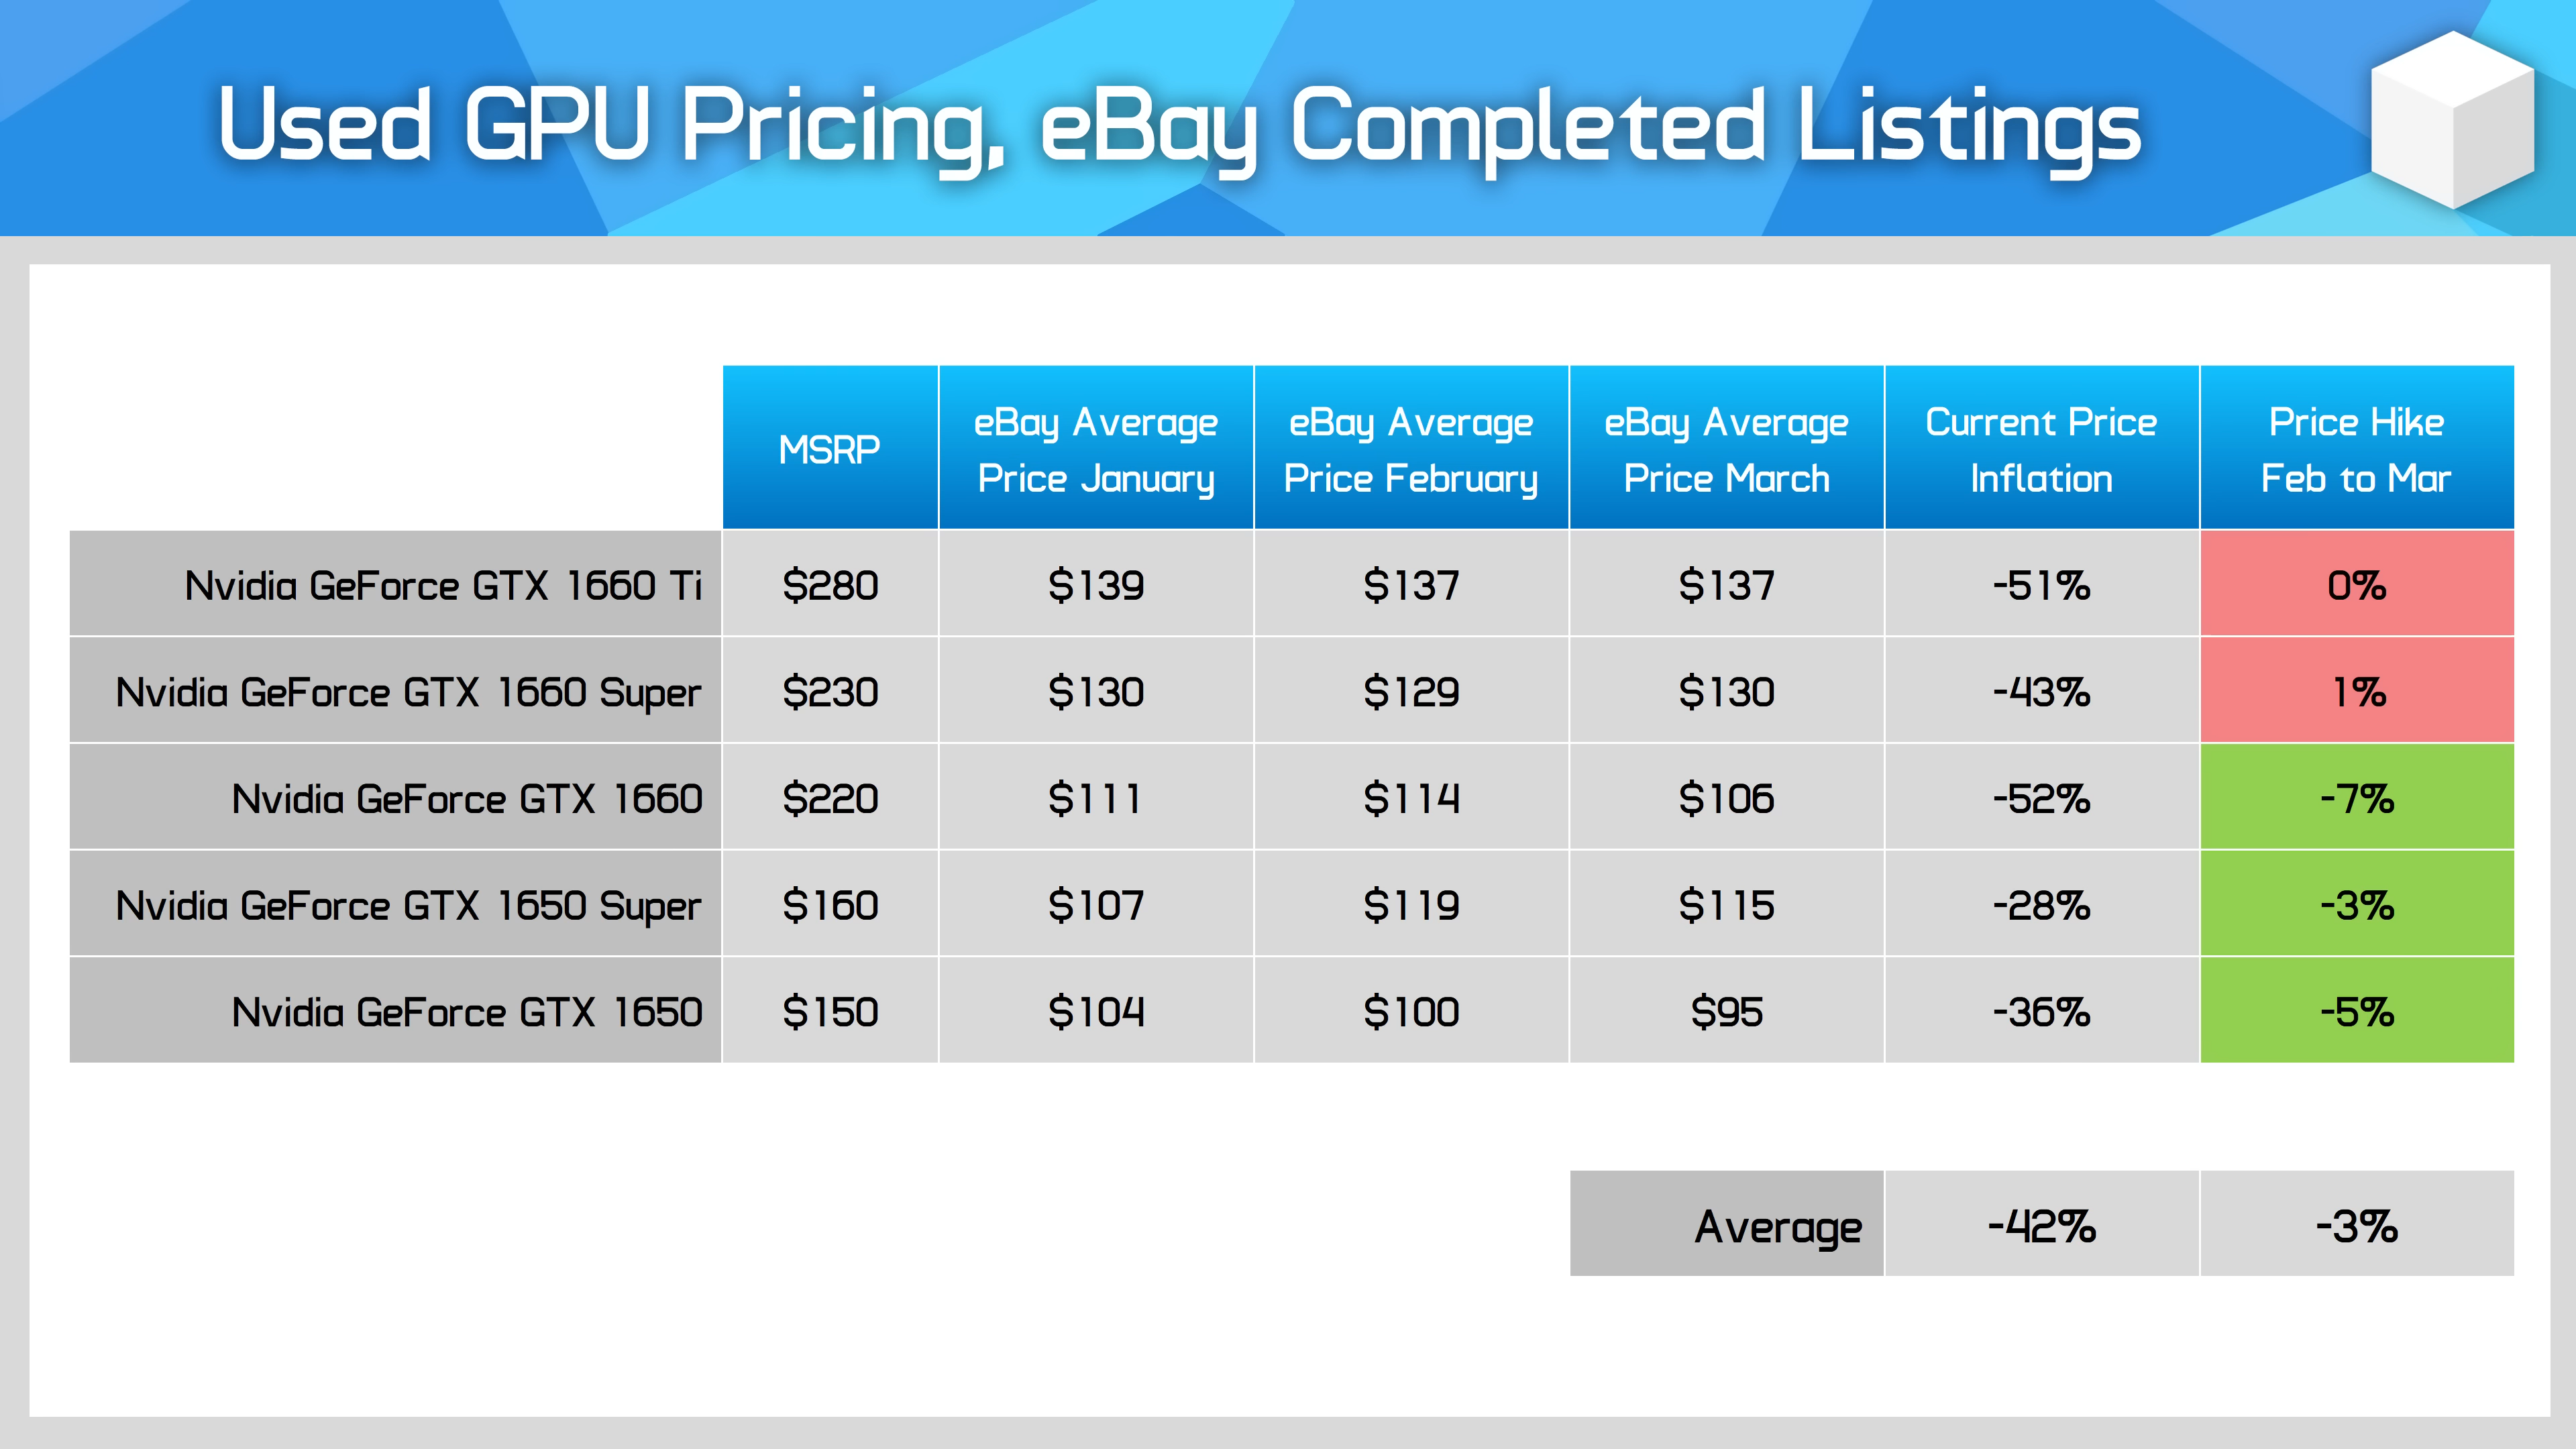 Used GPU Pricing, eBay Completed Listings
MSRP
eBay Average
Price January
eBay Average
Price February
eBay Average
Price March
Current Price
Inflation
Price Hike
Feb to Mar
Nvidia GeForce GTX 1660 Ti $280 $139 $137 $137 -51% 0%
Nvidia GeForce GTX 1660 Super $230 $130 $129 $130 -43% 1%
Nvidia GeForce GTX 1660 $220 $111 $114 $106 -52% -7%
Nvidia GeForce GTX 1650 Super $160 $107 $119 $115 -28% -3%
Nvidia GeForce GTX 1650 $150 $104 $100 $95 -36% -5%
Average -42% -3%